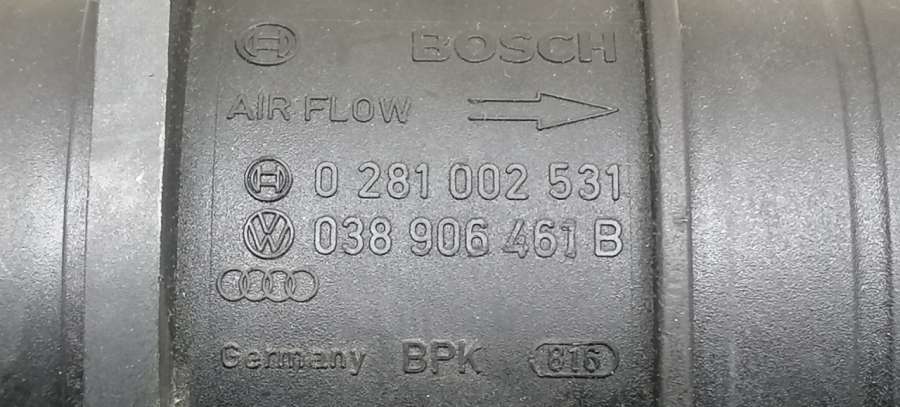 BOSCH
AIR FLOW
0 281 002 531
038 906 461 B
Germany BPK 816